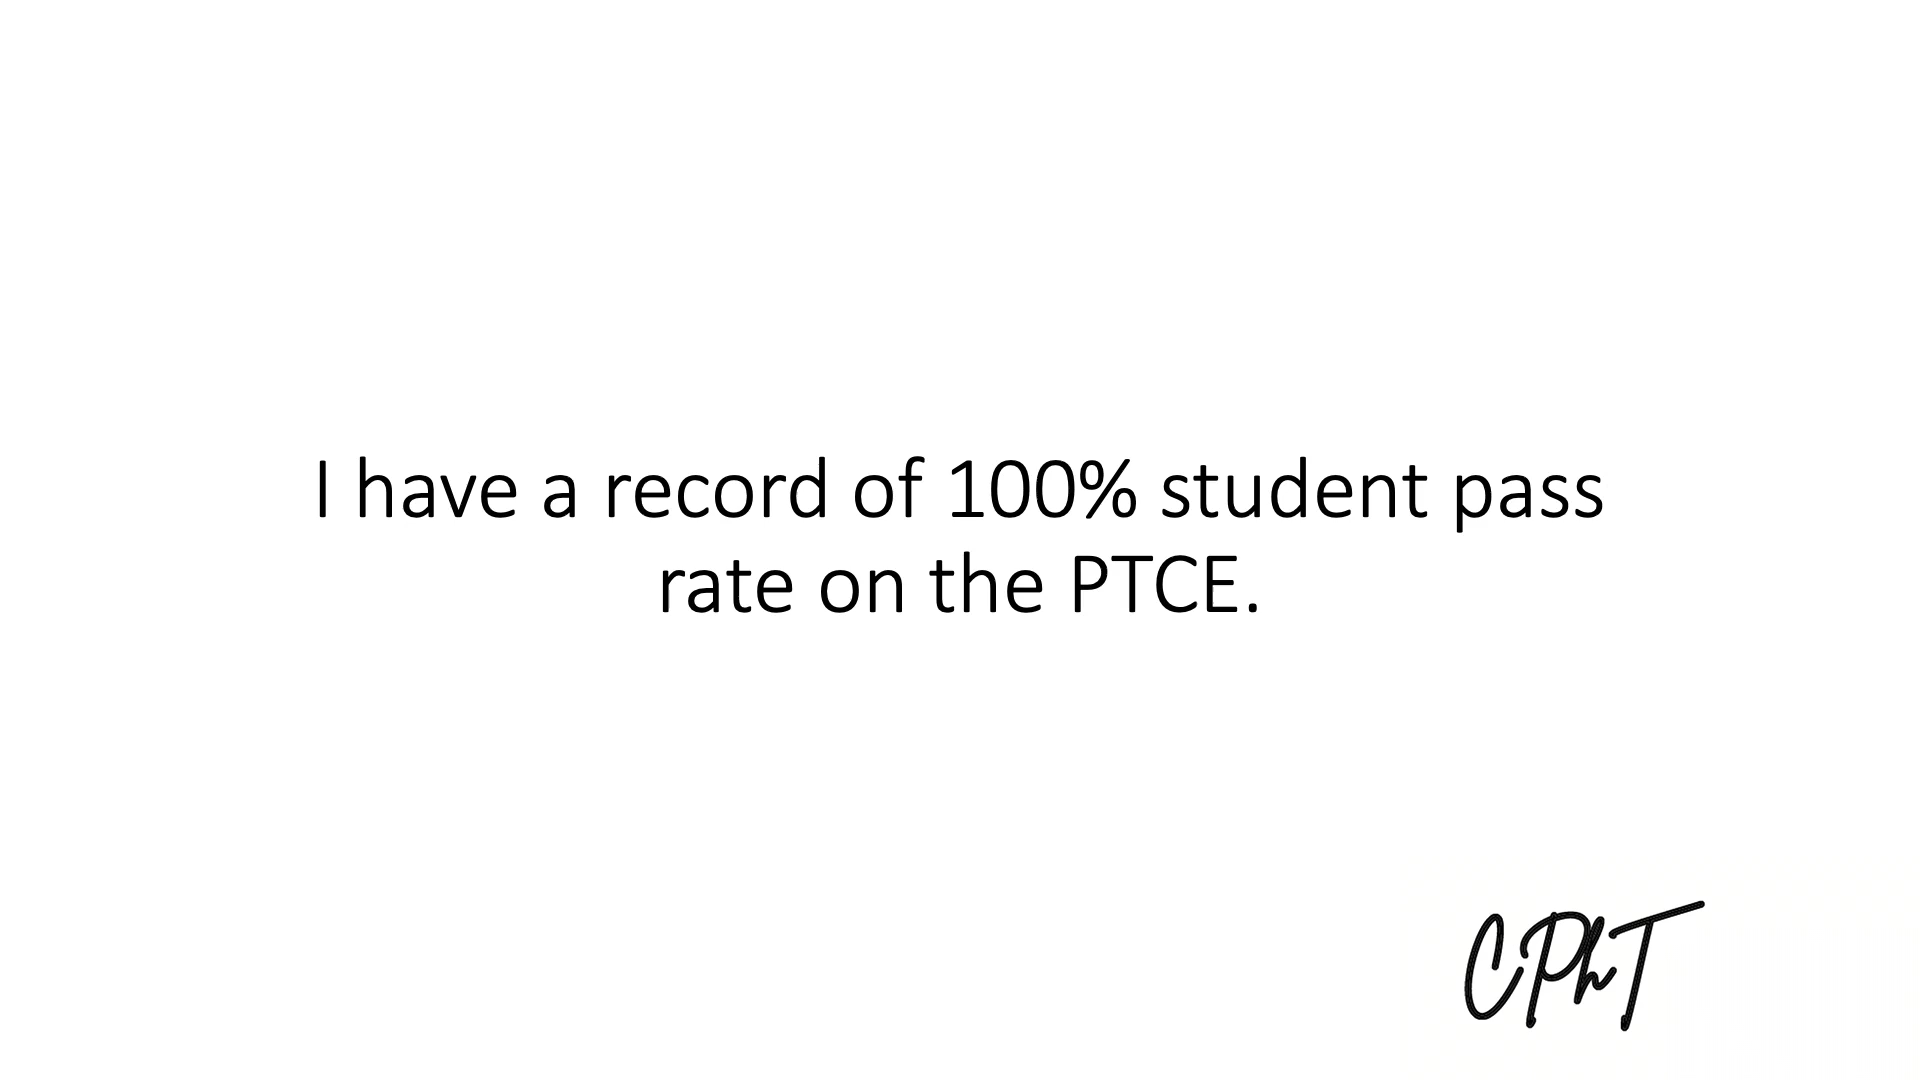 I have a record of 100% student pass
rate on the PTCE.
CPhT